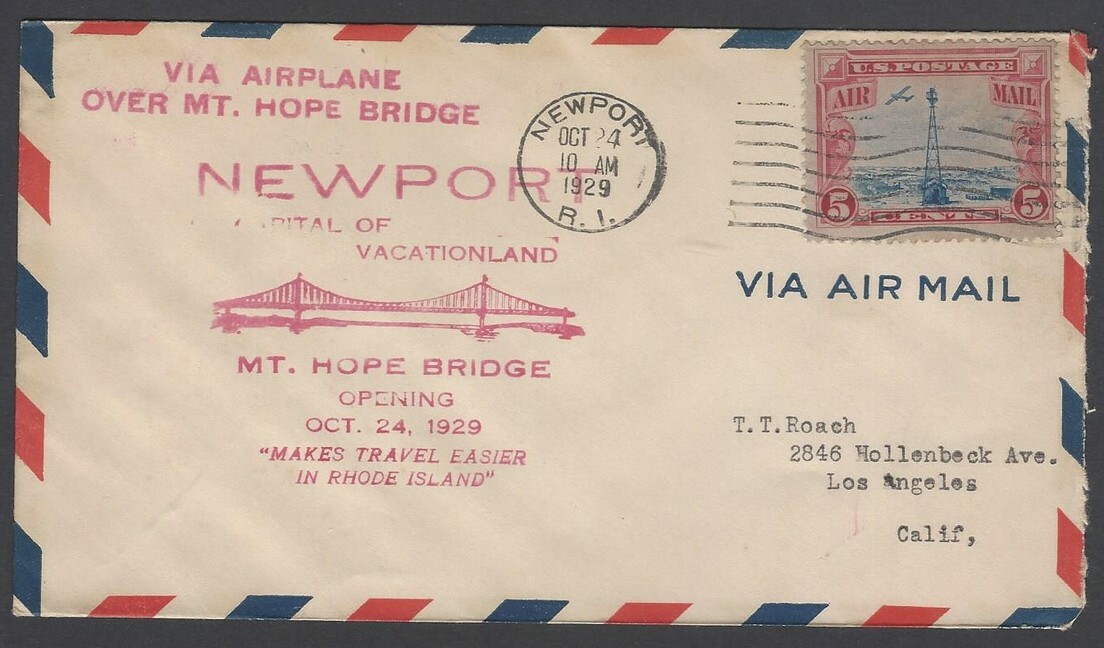 VIA AIRPLANE
OVER MT. HOPE BRIDGE
NEWPORT
OCT 24
10 AM
1929
R. I.
U.S. POSTAGE
AIR MAIL
5 CENTS 5
NEWPORT
CAPITAL OF
VACATIONLAND
VIA AIR MAIL
MT. HOPE BRIDGE
OPENING
OCT. 24, 1929
"MAKES TRAVEL EASIER
IN RHODE ISLAND"
T.T.Roach
2846 Hollenbeck Ave.
Los Angeles
Calif,